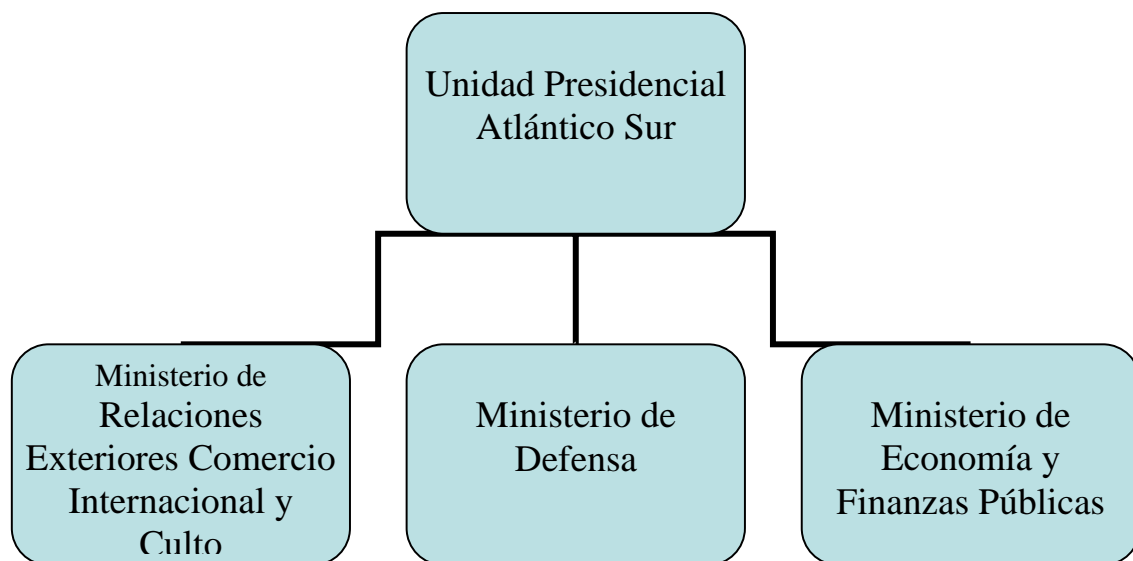 Unidad Presidencial
Atlántico Sur
Ministerio de
Relaciones
Exteriores Comercio
Internacional y
Culto
Ministerio de
Defensa
Ministerio de
Economía y
Finanzas Públicas